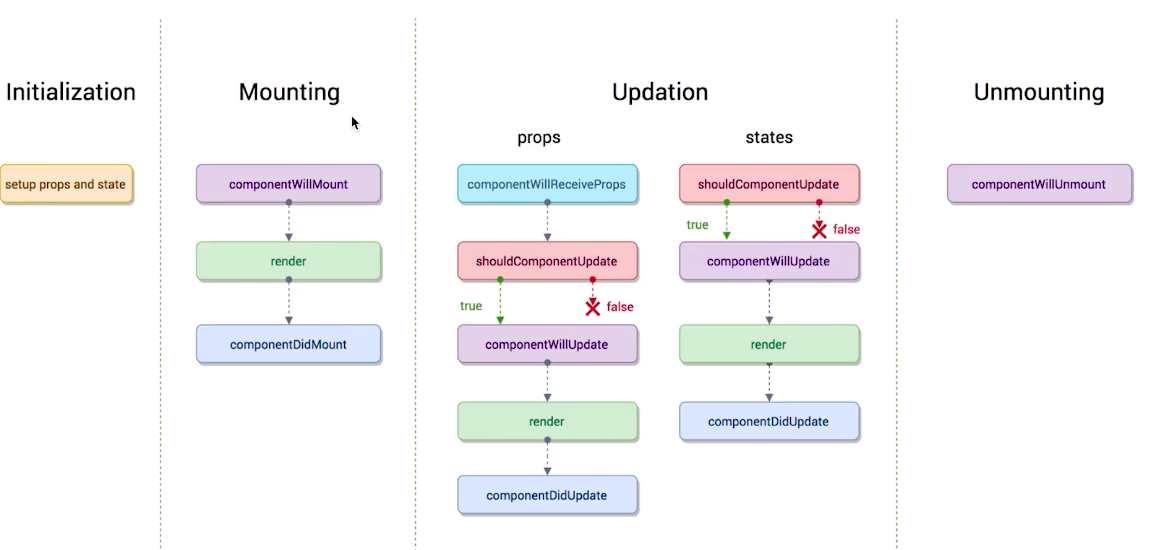 Initialization
Mounting
Updation
Unmounting
props
states
setup props and state
componentWillMount
render
componentDidMount
componentWillReceiveProps
shouldComponentUpdate
true
false
componentWillUpdate
render
componentDidUpdate
shouldComponentUpdate
true
false
componentWillUpdate
render
componentDidUpdate
componentWillUnmount